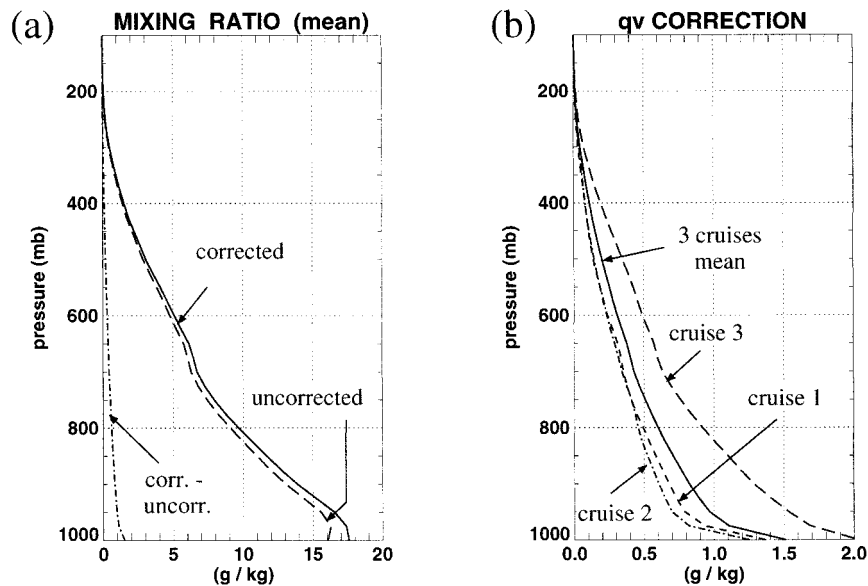 (a)
MIXING RATIO (mean)
200
400
600
800
1000
pressure (mb)
corrected
uncorrected
corr. -
uncorr.
0
5
10
15
20
(g / kg)
(b)
qv CORRECTION
200
400
600
800
1000
pressure (mb)
3 cruises
mean
cruise 3
cruise 1
cruise 2
0.0
0.5
1.0
1.5
2.0
(g / kg)